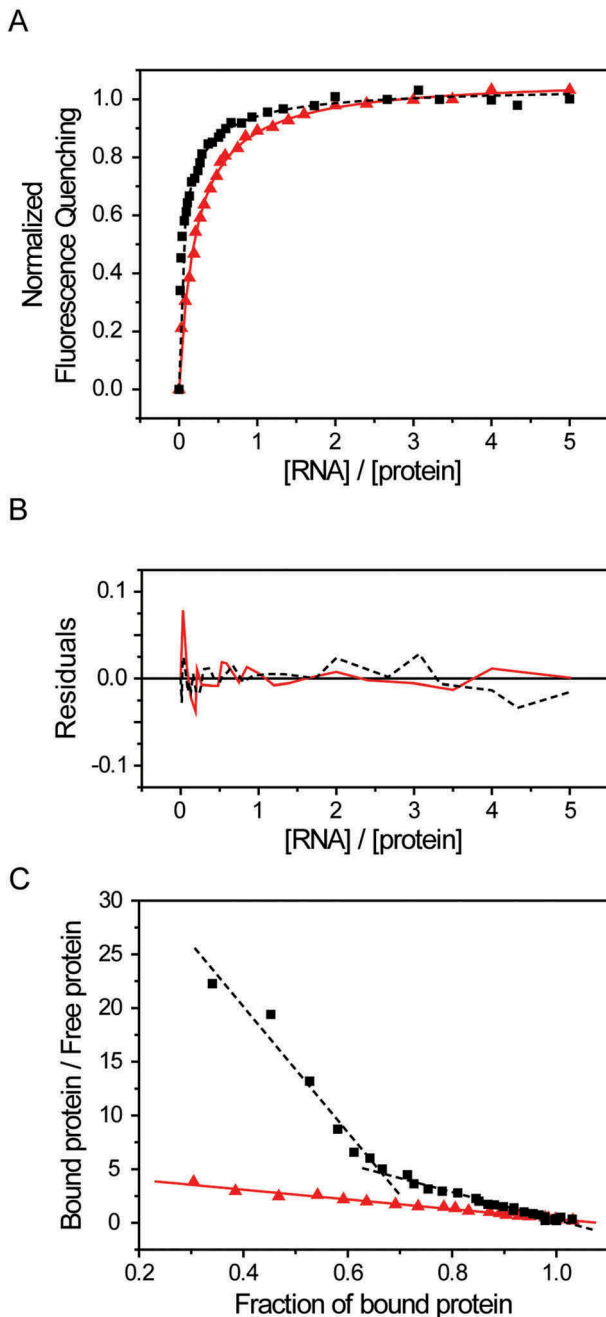 A
Normalized
Fluorescence Quenching
1.0
0.8
0.6
0.4
0.2
0.0
0 1 2 3 4 5
[RNA] / [protein]
B
Residuals
0.1
0.0
-0.1
0 1 2 3 4 5
[RNA] / [protein]
C
Bound protein / Free protein
30
25
20
15
10
5
0
0.2 0.4 0.6 0.8 1.0
Fraction of bound protein